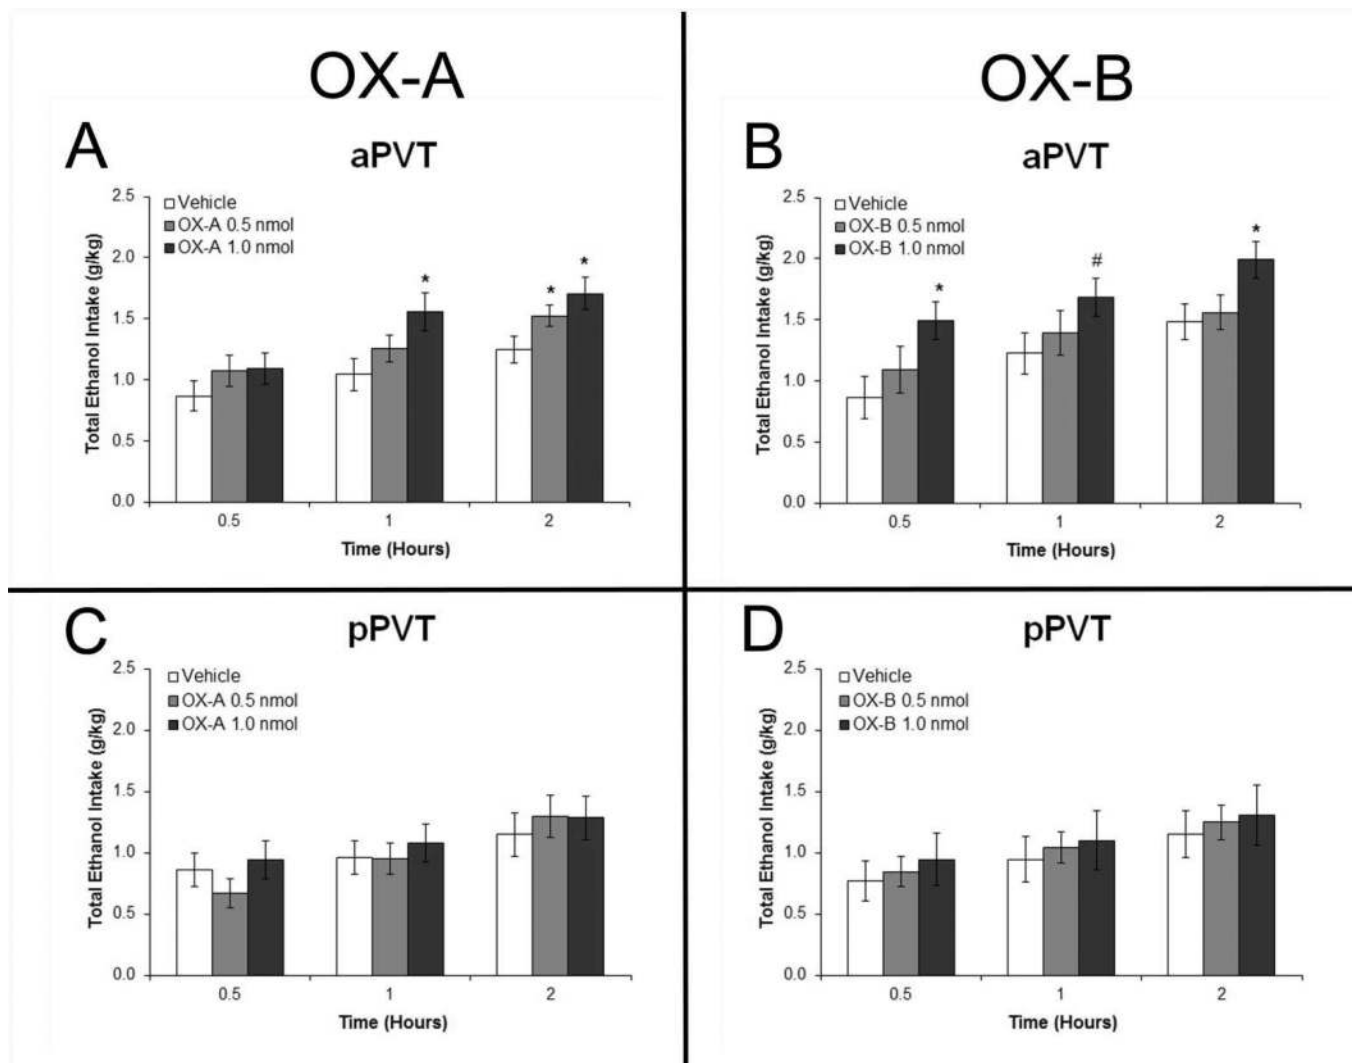 OX-A
OX-B
A
aPVT
Vehicle
OX-A 0.5 nmol
OX-A 1.0 nmol
Total Ethanol Intake (g/kg)
2.5
2.0
1.5
1.0
0.5
0.0
*
*
*
0.5 1 2
Time (Hours)
B
aPVT
Vehicle
OX-B 0.5 nmol
OX-B 1.0 nmol
Total Ethanol Intake (g/kg)
2.5
2.0
1.5
1.0
0.5
0.0
*
#
*
0.5 1 2
Time (Hours)
C
pPVT
Vehicle
OX-A 0.5 nmol
OX-A 1.0 nmol
Total Ethanol Intake (g/kg)
2.5
2.0
1.5
1.0
0.5
0.0
0.5 1 2
Time (Hours)
D
pPVT
Vehicle
OX-B 0.5 nmol
OX-B 1.0 nmol
Total Ethanol Intake (g/kg)
2.5
2.0
1.5
1.0
0.5
0.0
0.5 1 2
Time (Hours)